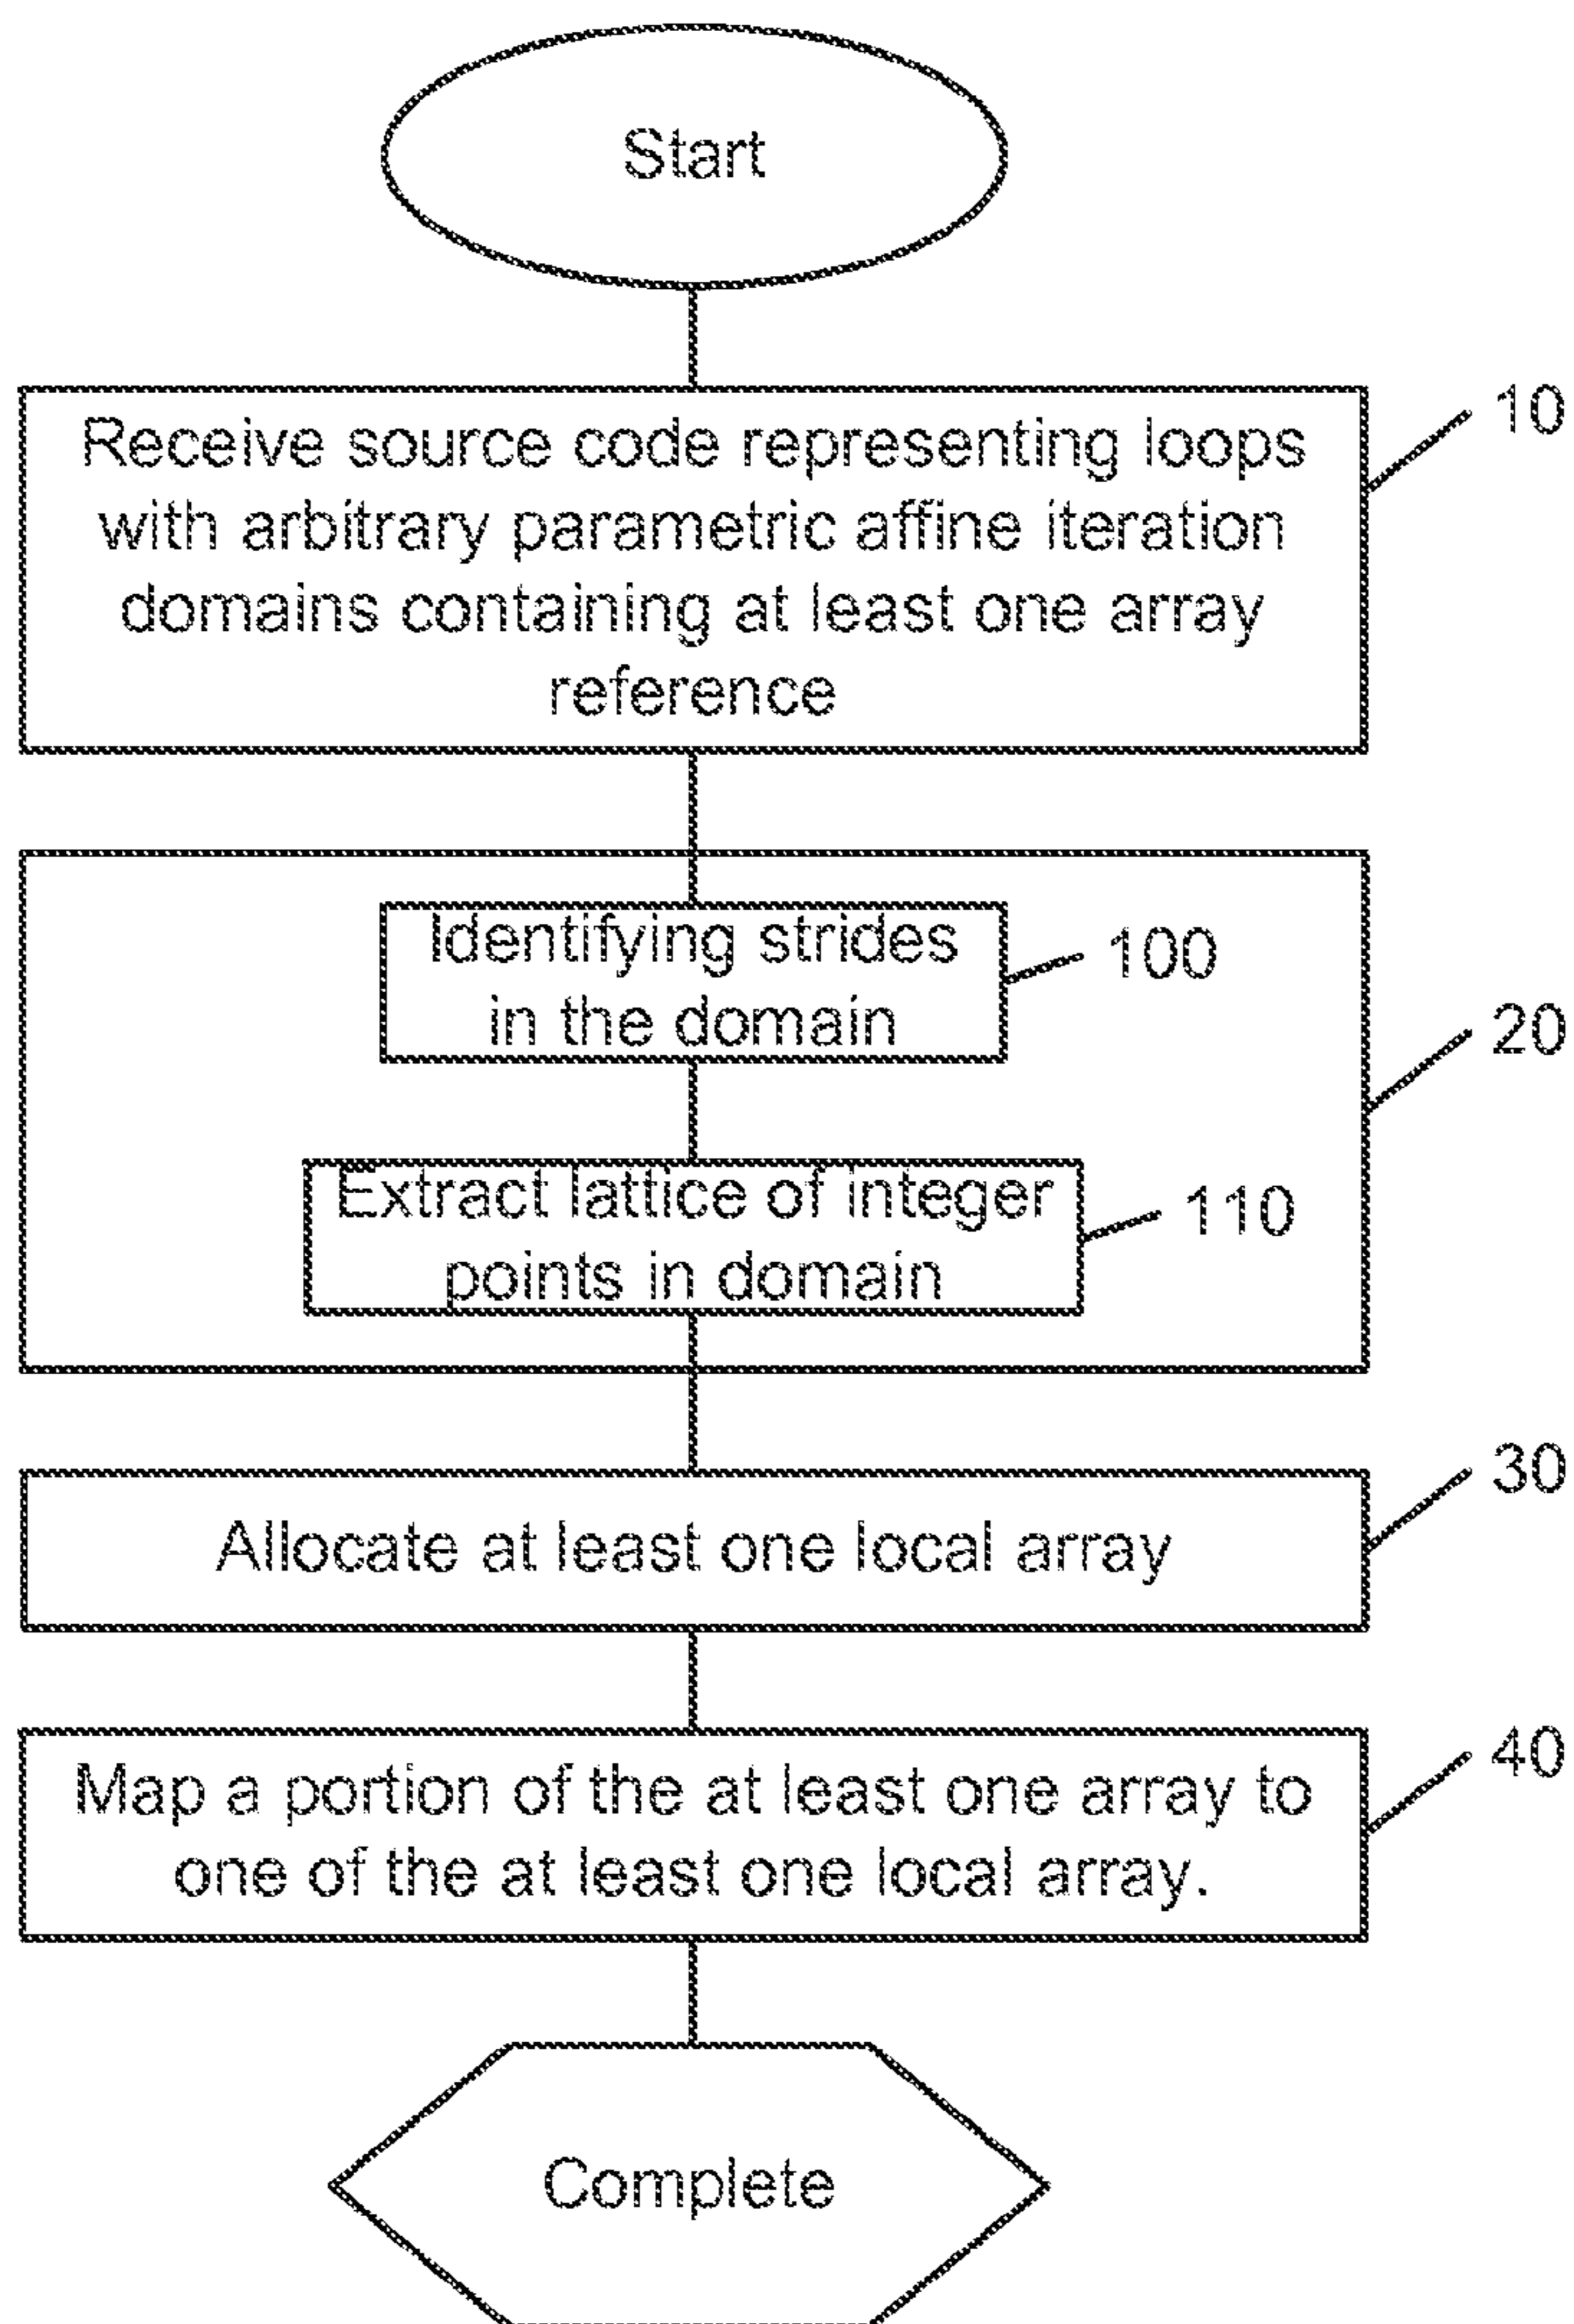 Start
Receive source code representing loops
with arbitrary parametric affine iteration
domains containing at least one array
reference
10
Identifying strides
in the domain
100
20
Extract lattice of integer
points in domain
110
Allocate at least one local array
30
Map a portion of the at least one array to
one of the at least one local array.
40
Complete